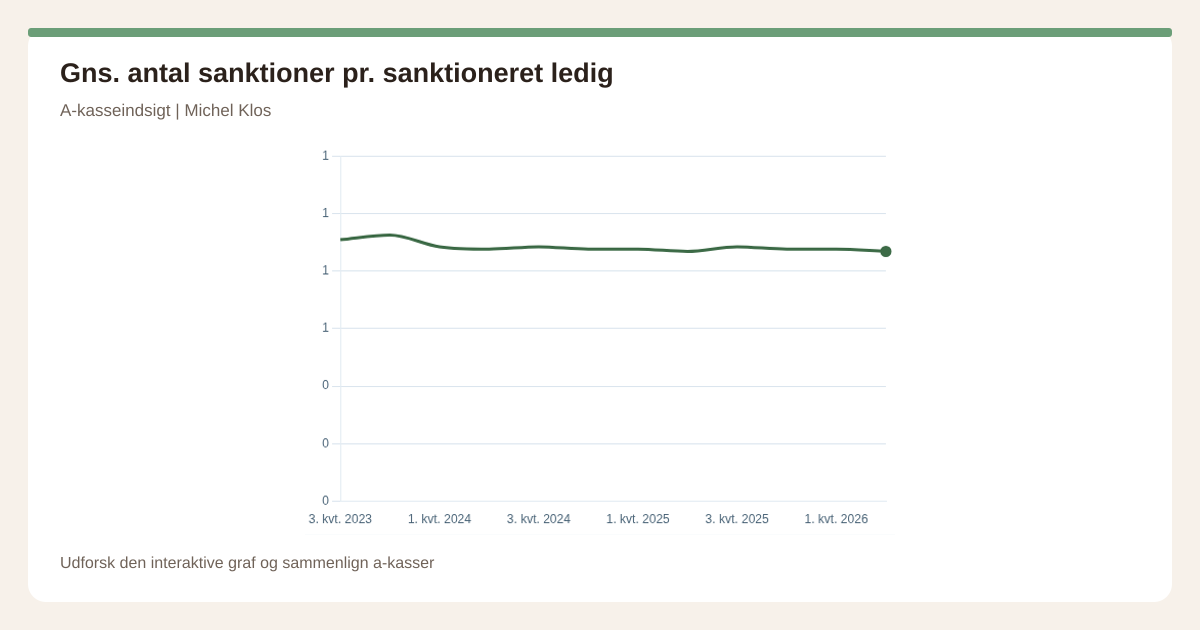 Gns. antal sanktioner pr. sanktioneret ledig
A-kasseindsigt | Michel Klos
1
1
1
1
0
0
0
3. kvt. 2023 1. kvt. 2024 3. kvt. 2024 1. kvt. 2025 3. kvt. 2025 1. kvt. 2026
Udforsk den interaktive graf og sammenlign a-kasser